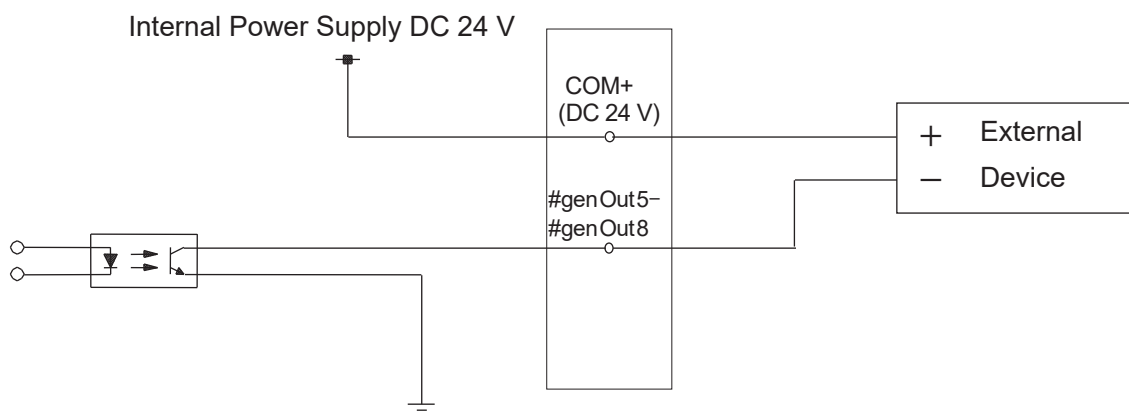 Internal Power Supply DC 24 V
COM+
(DC 24 V)
+ External
− Device
#genOut5−
#genOut8